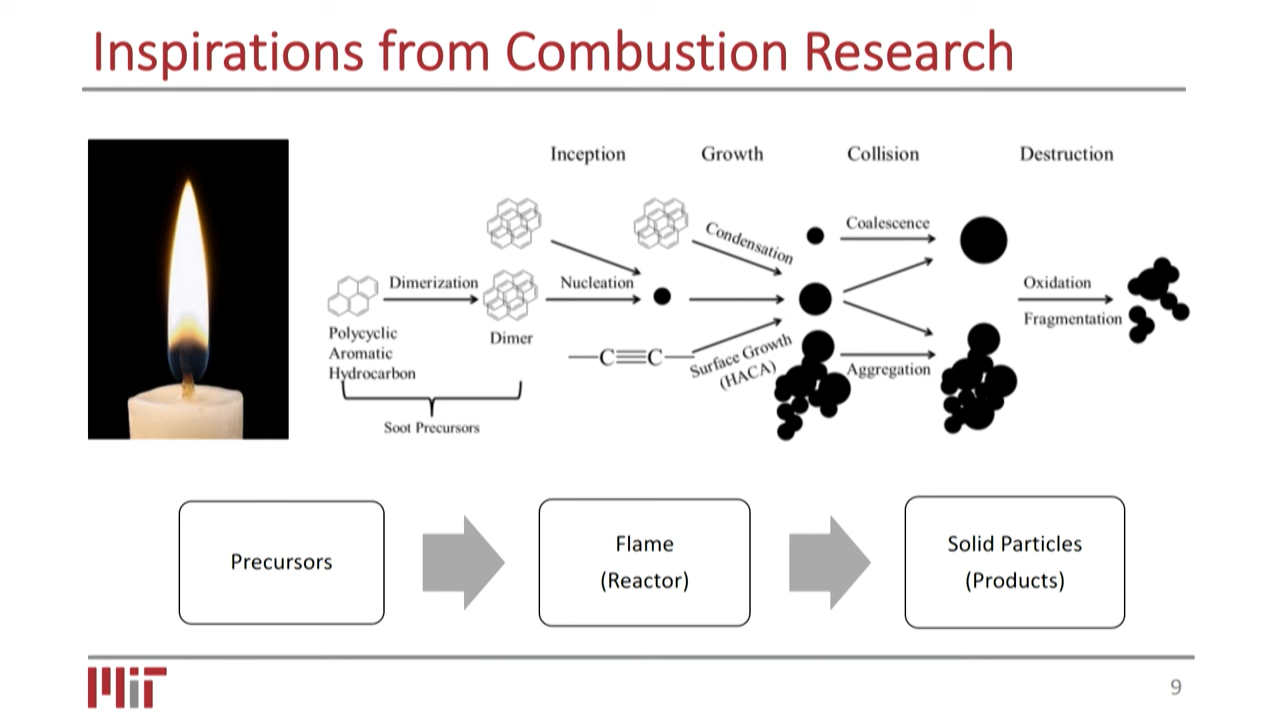 Inspirations from Combustion Research
Inception
Growth
Collision
Destruction
Condensation
Coalescence
Dimerization
Nucleation
Oxidation
Fragmentation
Polycyclic
Aromatic
Hydrocarbon
Dimer
—C≡C—
Surface Growth
(HACA)
Aggregation
Soot Precursors
Precursors
Flame
(Reactor)
Solid Particles
(Products)
MIT
9